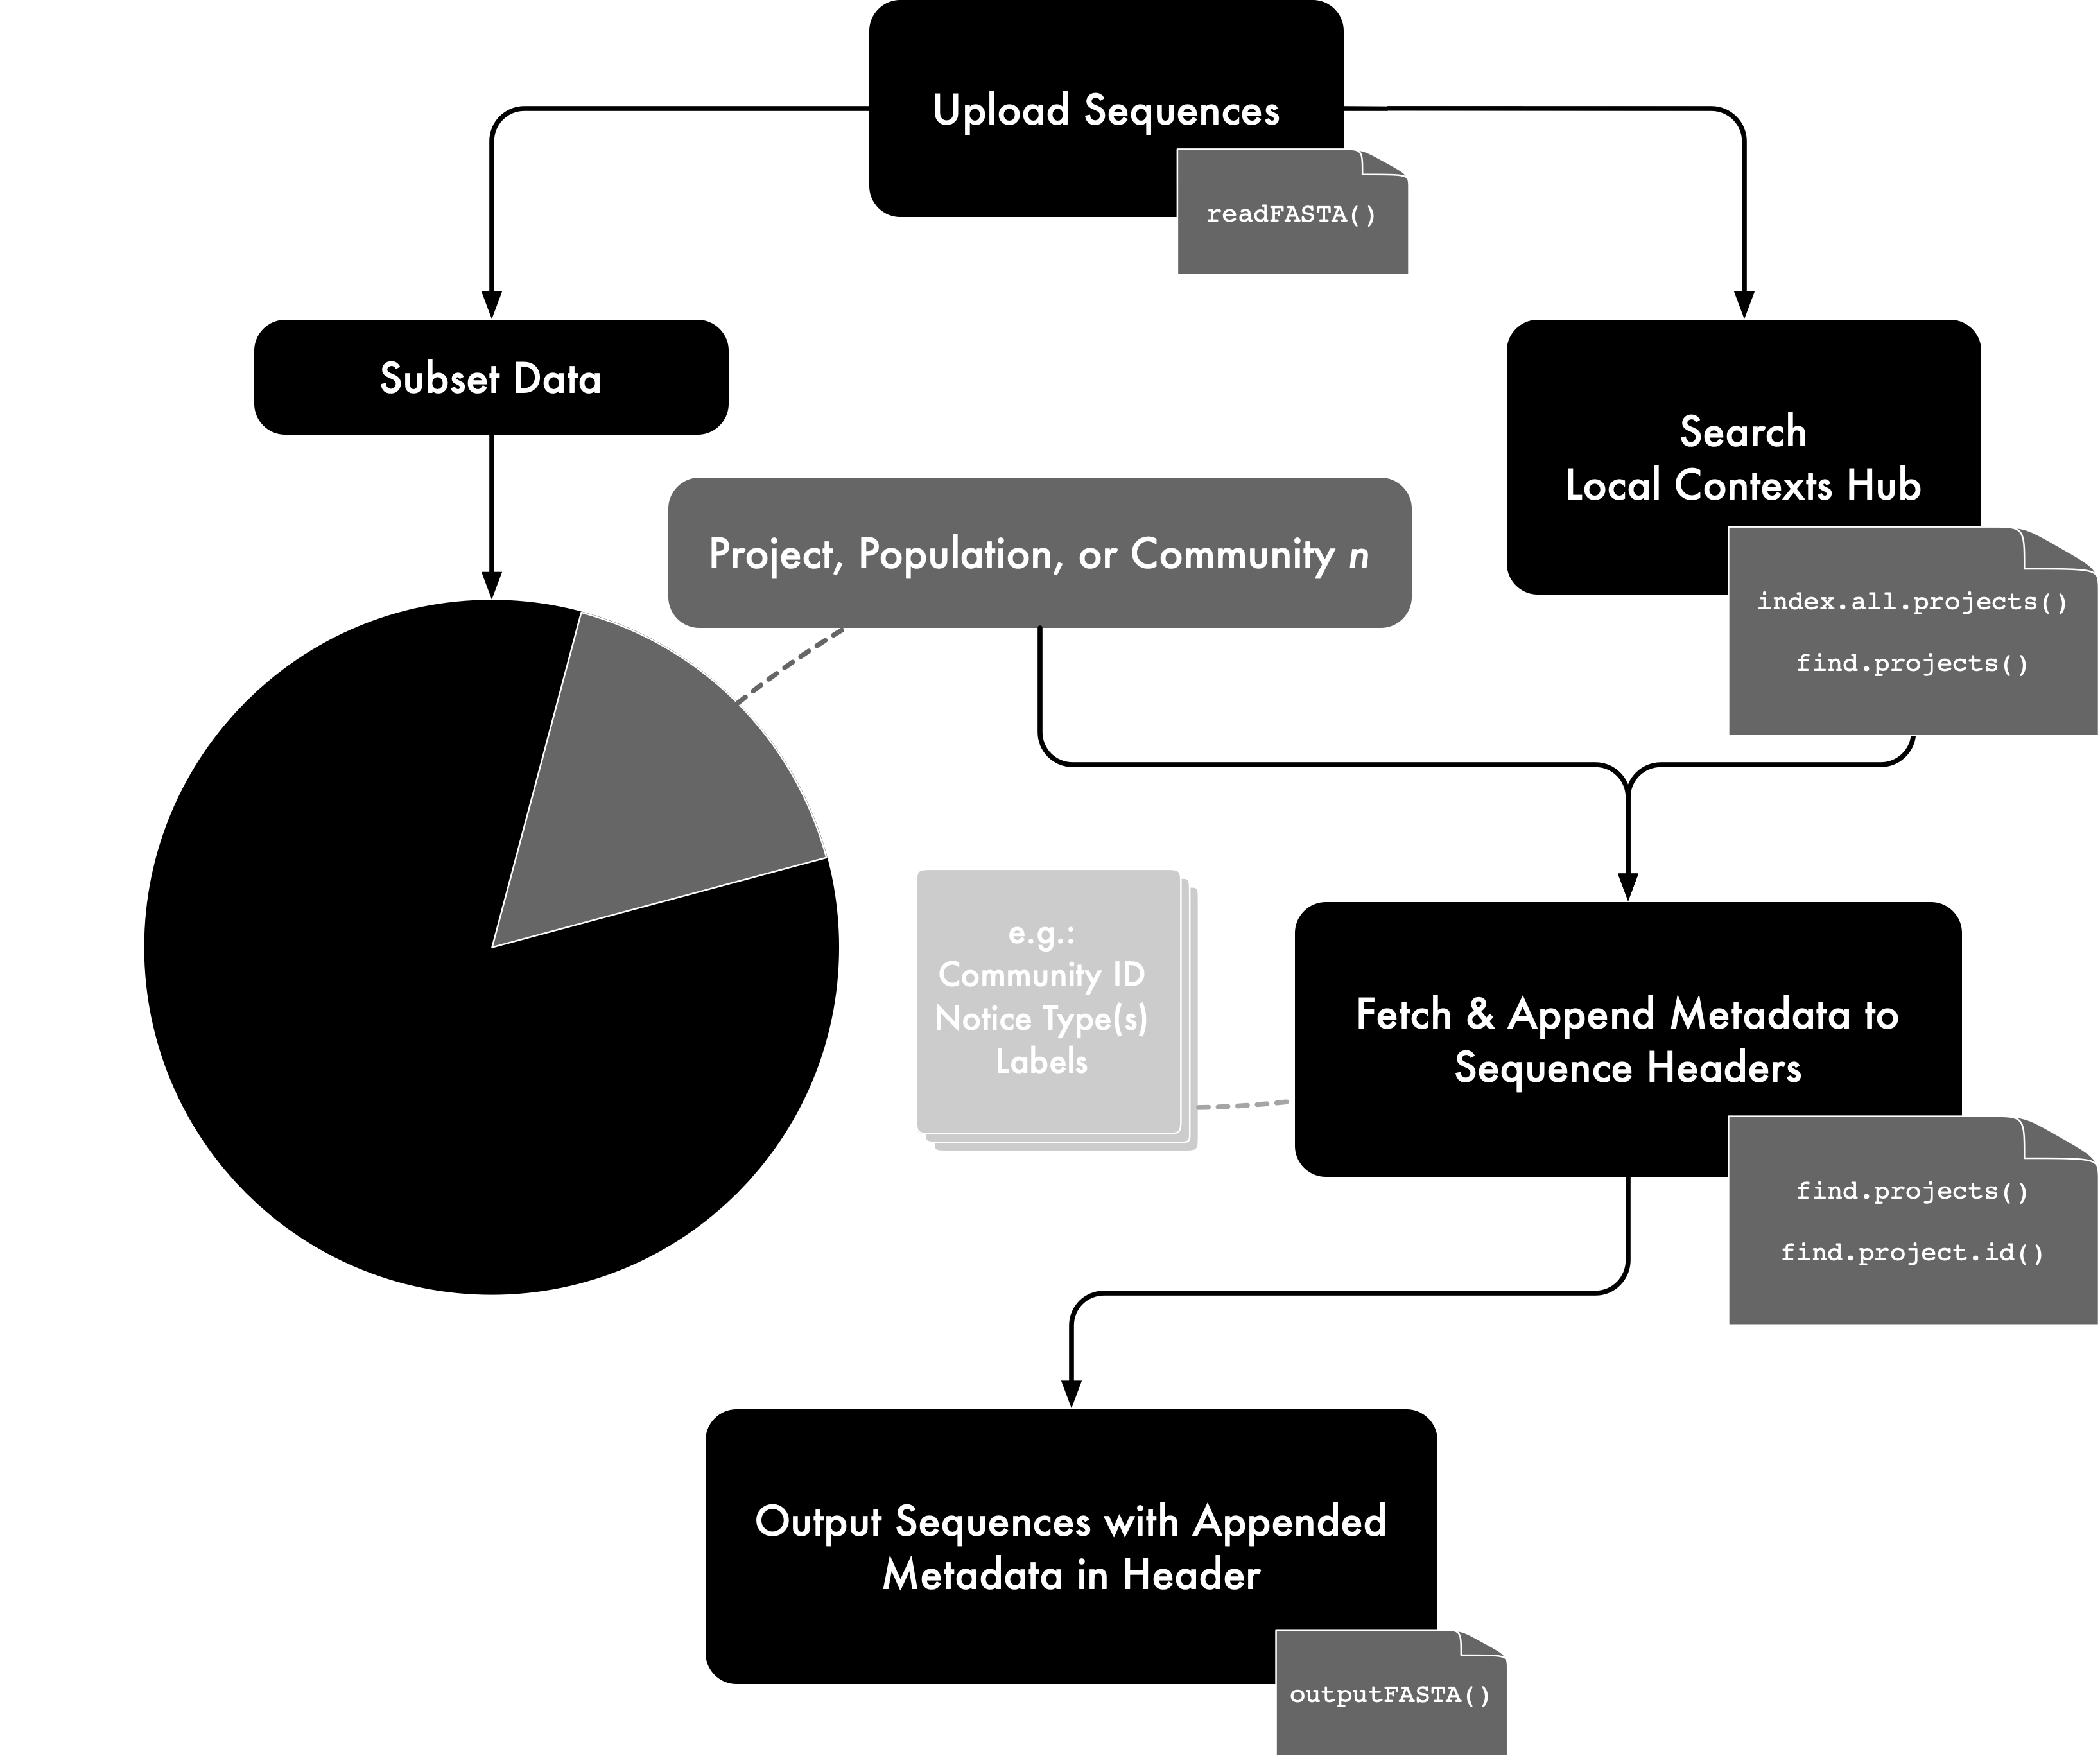 Upload Sequences
readFASTA()
Subset Data
Search
Local Contexts Hub
index.all.projects()
find.projects()
Project, Population, or Community n
e.g.:
Community ID
Notice Type(s)
Labels
Fetch & Append Metadata to
Sequence Headers
find.projects()
find.project.id()
Output Sequences with Appended
Metadata in Header
outputFASTA()